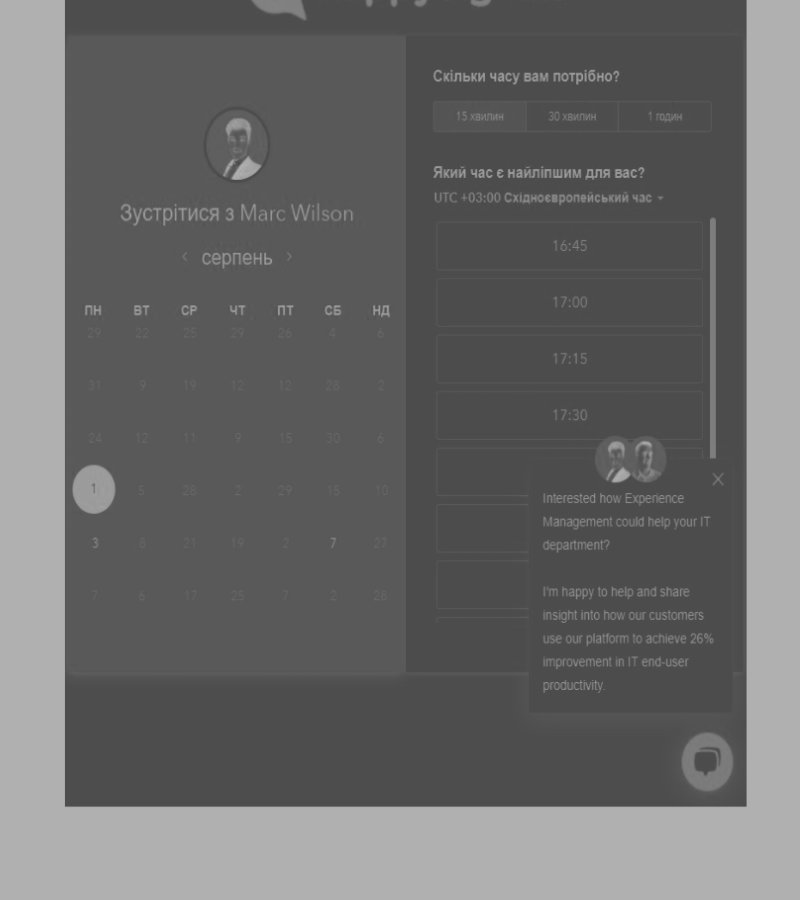 Зустрітися з Marc Wilson
серпень
ПН ВТ СР ЧТ ПТ СБ НД
29 22 25 29 26 4 6
31 9 19 12 12 28 2
24 12 11 9 15 30 6
1 5 26 2 29 15 10
3 8 21 19 2 7 27
7 6 17 25 7 2 28
Скільки часу вам потрібно?
15 хвилин 30 хвилин 1 годин
Який час є найліпшим для вас?
UTC +03:00 Східноєвропейський час
16:45
17:00
17:15
17:30
Interested how Experience
Management could help your IT
department?
I'm happy to help and share
insight into how our customers
use our platform to achieve 26%
improvement in IT end-user
productivity.